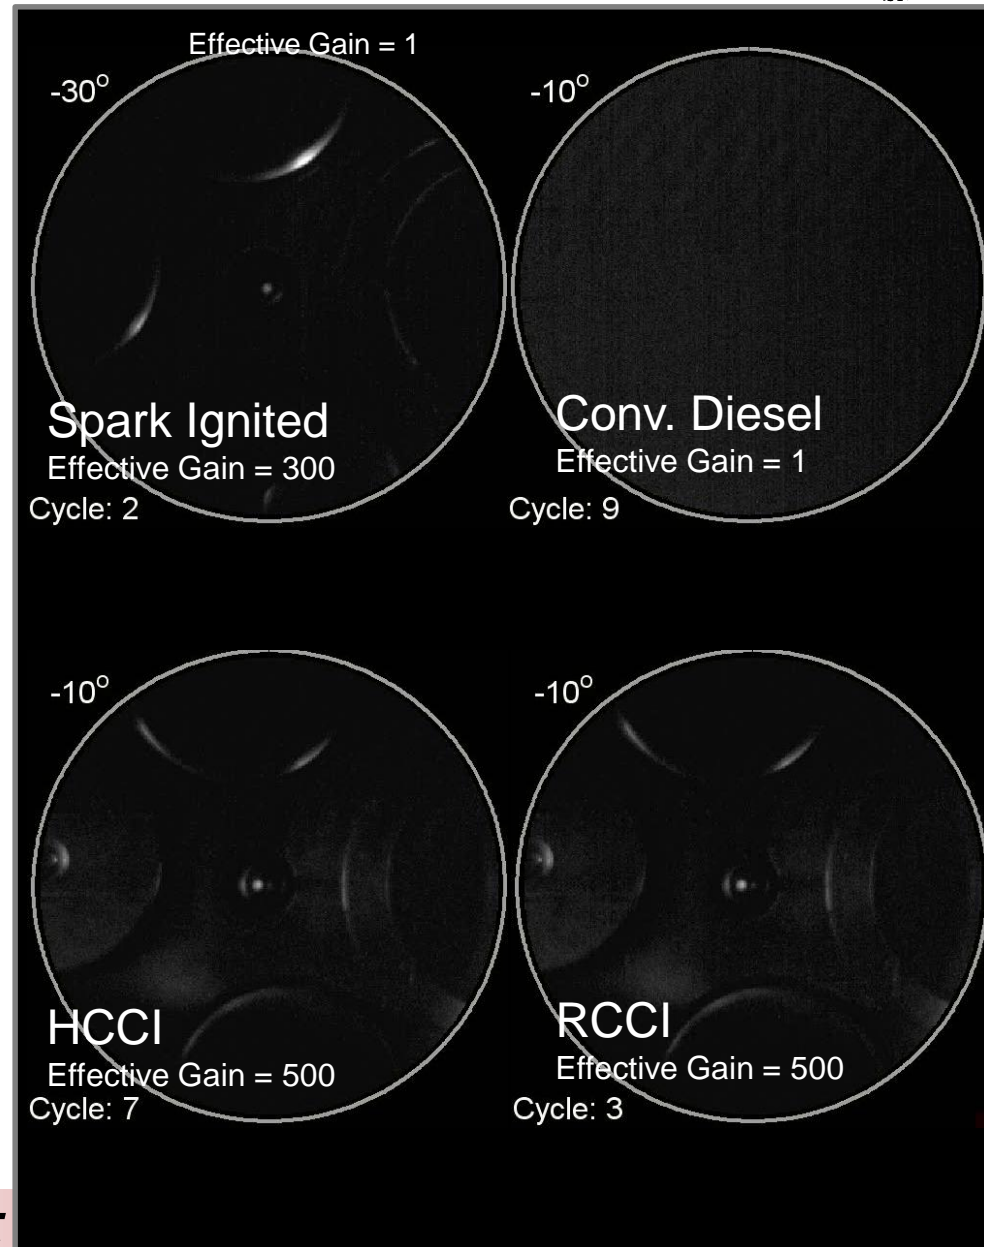 Effective Gain = 1
-30°
-10°
Spark Ignited
Effective Gain = 300
Cycle: 2
Conv. Diesel
Effective Gain = 1
Cycle: 9
-10°
-10°
HCCI
Effective Gain = 500
Cycle: 7
RCCI
Effective Gain = 500
Cycle: 3